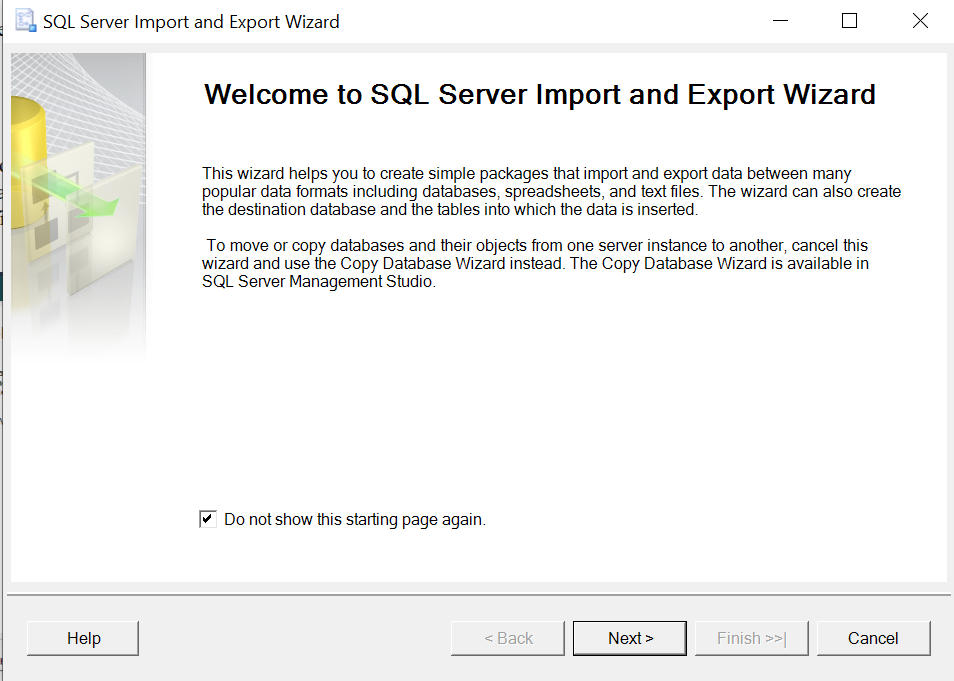 SQL Server Import and Export Wizard
Welcome to SQL Server Import and Export Wizard
This wizard helps you to create simple packages that import and export data between many
popular data formats including databases, spreadsheets, and text files. The wizard can also create
the destination database and the tables into which the data is inserted.
To move or copy databases and their objects from one server instance to another, cancel this
wizard and use the Copy Database Wizard instead. The Copy Database Wizard is available in
SQL Server Management Studio.
Do not show this starting page again.
Help
< Back
Next >
Finish >>|
Cancel